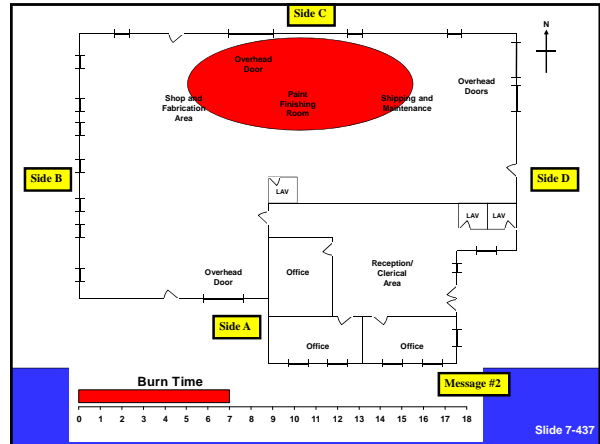 Side C
N
Overhead
Door
Overhead
Doors
Shop and
Fabrication
Area
Paint
Finishing
Room
Shipping and
Maintenance
Side B
Side D
LAV
LAV
LAV
Office
Reception/
Clerical
Area
Overhead
Door
Side A
Office
Office
Burn Time
Message #2
0 1 2 3 4 5 6 7 8 9 10 11 12 13 14 15 16 17 18
Slide 7-437